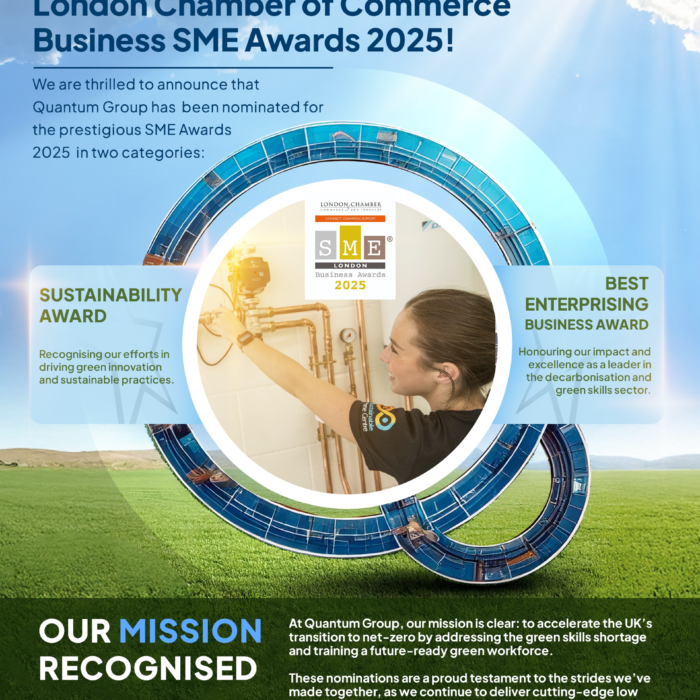 London Chamber of Commerce
Business SME Awards 2025!
We are thrilled to announce that
Quantum Group has been nominated for
the prestigious SME Awards
2025 in two categories:
LONDON CHAMBER
SME®
LONDON
Business Awards
2025
SUSTAINABILITY
AWARD
Recognising our efforts in
driving green innovation
and sustainable practices.
BEST
ENTERPRISING
BUSINESS AWARD
Honouring our impact and
excellence as a leader in
the decarbonisation and
green skills sector.
OUR MISSION
RECOGNISED
At Quantum Group, our mission is clear: to accelerate the UK's
transition to net-zero by addressing the green skills shortage
and training a future-ready green workforce.
These nominations are a proud testament to the strides we've
made together, as we continue to deliver cutting-edge low